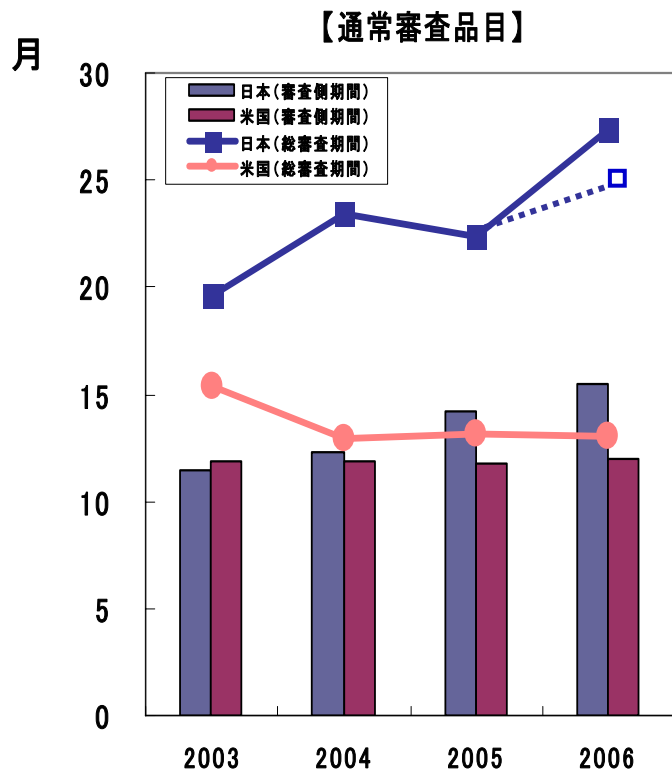 【通常審査品目】
月
30
日本(審査側期間)
米国(審査側期間)
日本(総審査期間)
米国(総審査期間)
25
20
15
10
5
0
2003 2004 2005 2006